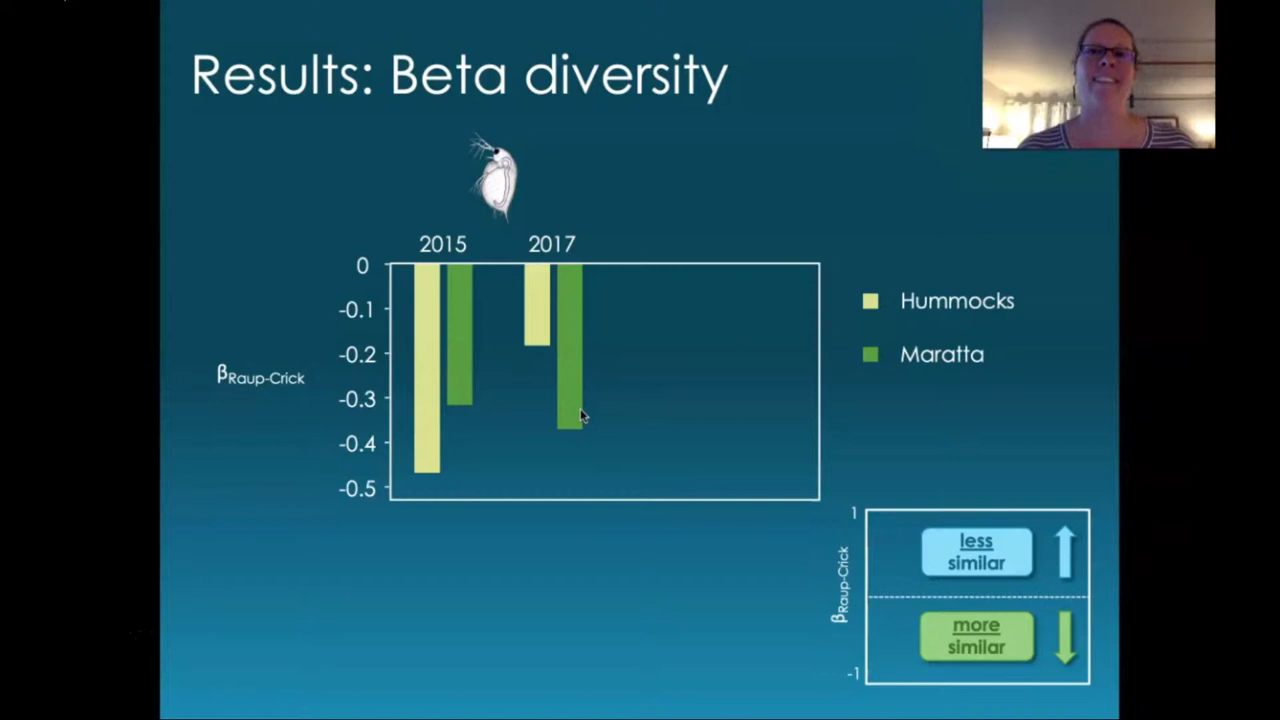 Results: Beta diversity
2015 2017
0
-0.1
-0.2
-0.3
-0.4
-0.5
βRaup-Crick
Hummocks
Maratta
1
less
similar
more
similar
-1
βRaup-Crick